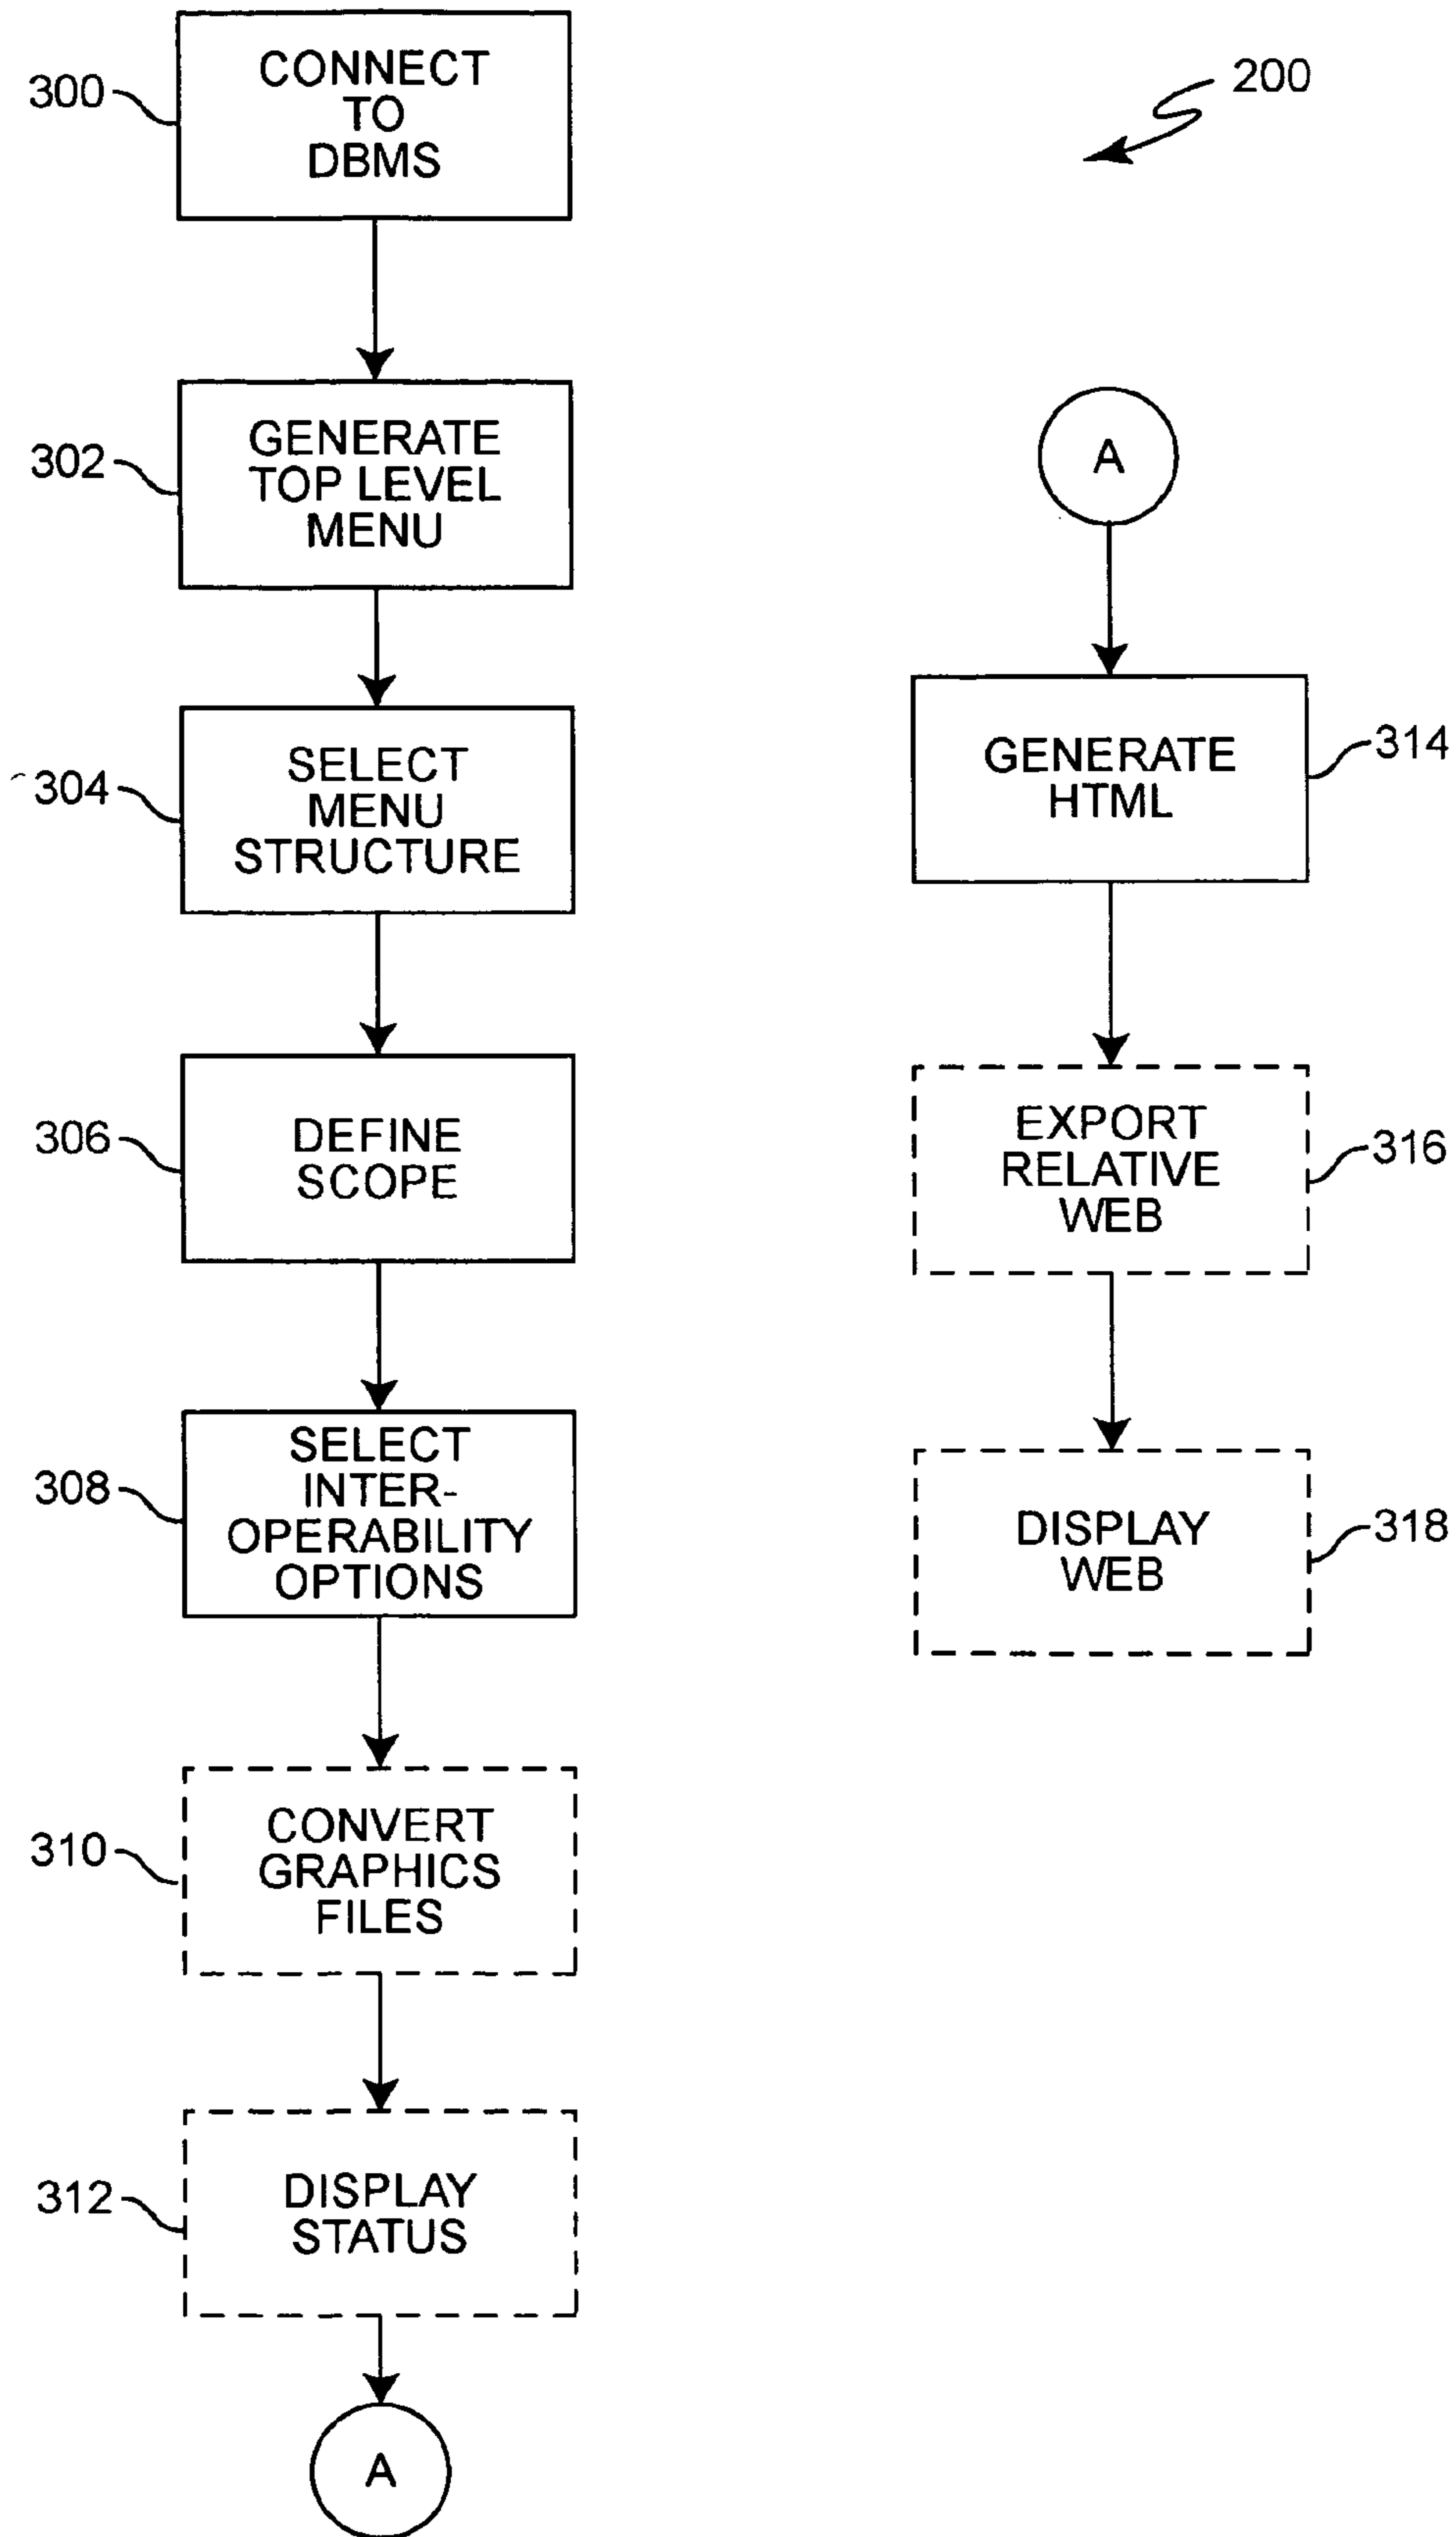 300
CONNECT
TO
DBMS
200
302
GENERATE
TOP LEVEL
MENU
304
SELECT
MENU
STRUCTURE
306
DEFINE
SCOPE
308
SELECT
INTER-
OPERABILITY
OPTIONS
310
CONVERT
GRAPHICS
FILES
312
DISPLAY
STATUS
A
A
GENERATE
HTML
314
EXPORT
RELATIVE
WEB
316
DISPLAY
WEB
318